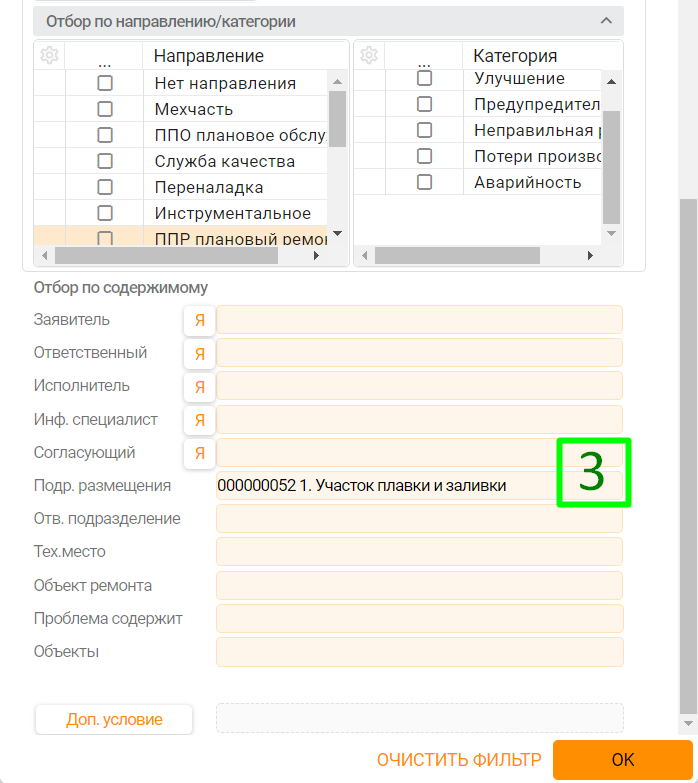 Отбор по направлению/категории
... Направление
Нет направления
Мехчасть
ППО плановое обслу
Служба качества
Переналадка
Инструментальное
ППР плановый ремон
... Категория
Улучшение
Предупредител
Неправильная р
Потери произво
Аварийность
Отбор по содержимому
Заявитель Я
Ответственный Я
Исполнитель Я
Инф. специалист Я
Согласующий Я
Подр. размещения 000000052 1. Участок плавки и заливки 3
Отв. подразделение
Тех.место
Объект ремонта
Проблема содержит
Объекты
Доп. условие
ОЧИСТИТЬ ФИЛЬТР OK